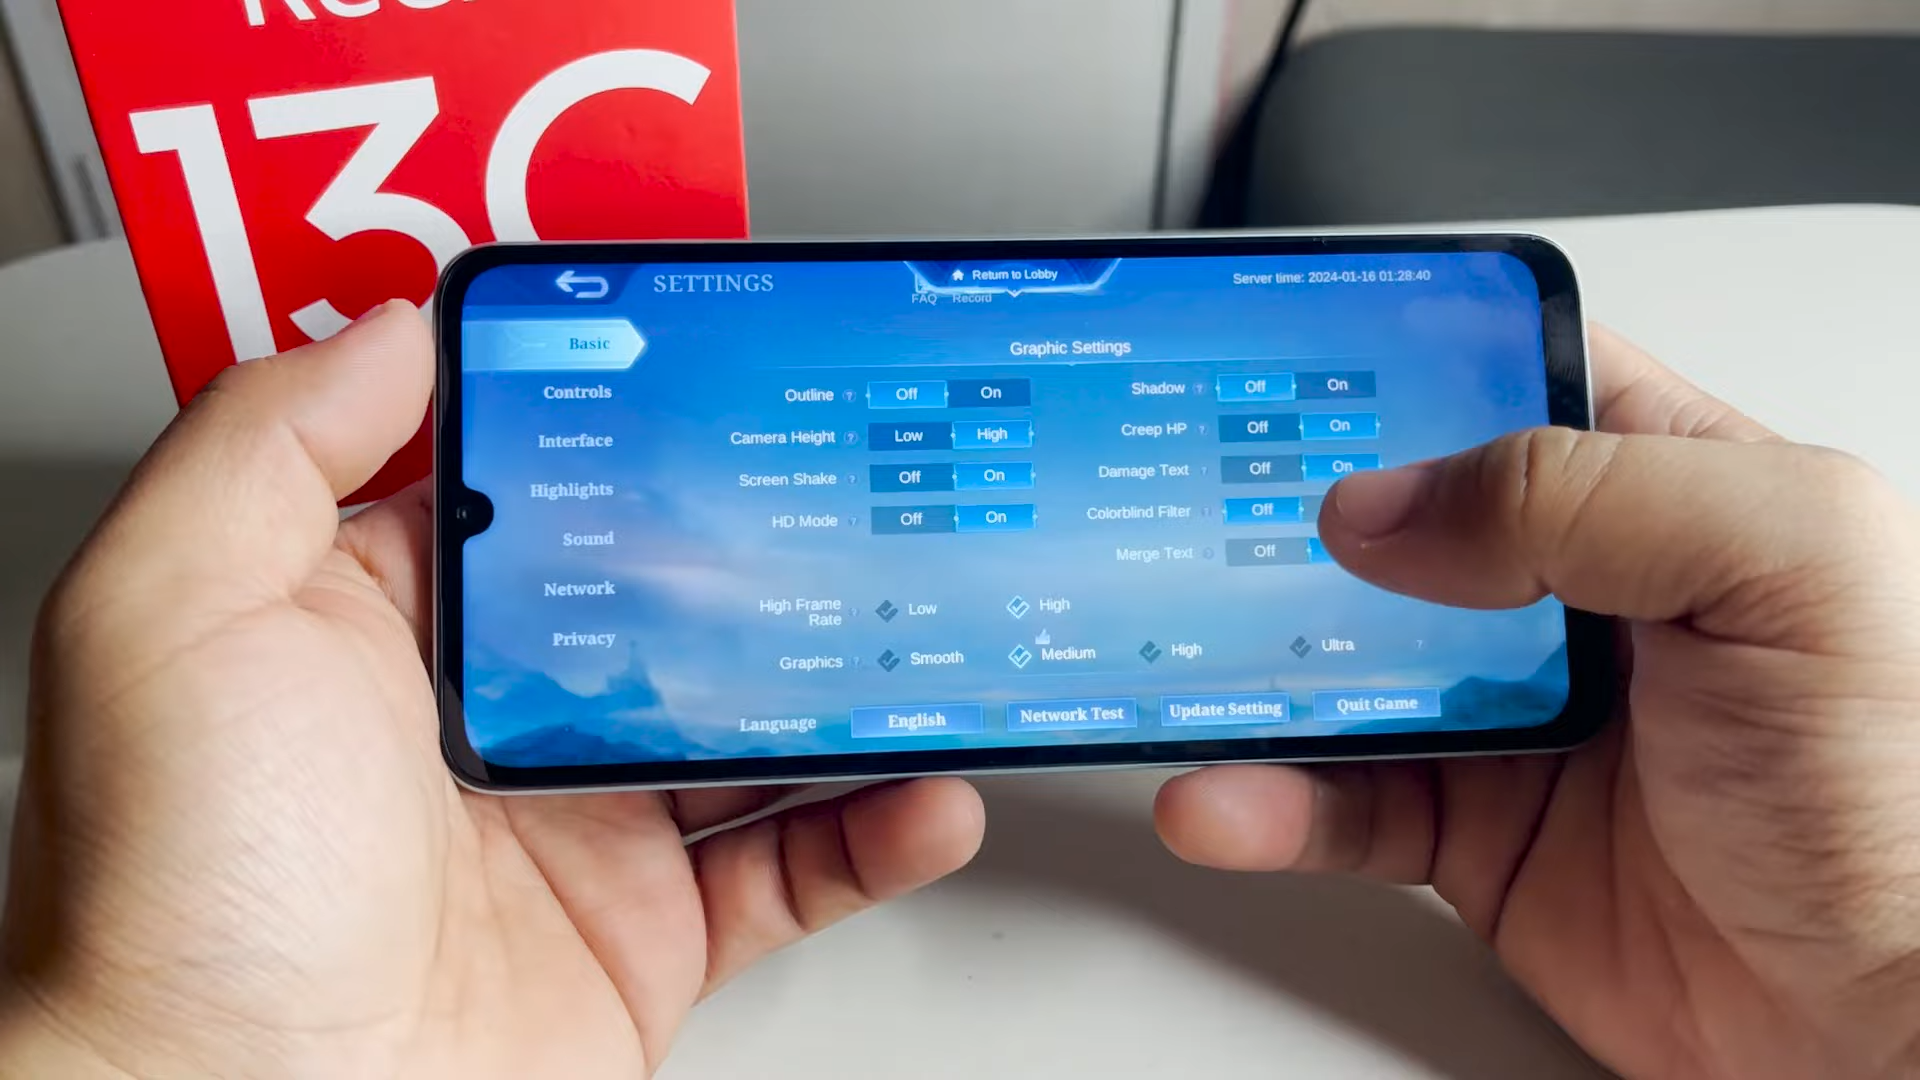 13C
SETTINGS
Return to Lobby
FAQ Record
Server time: 2024-01-16 01:28:40
Basic
Controls
Interface
Highlights
Sound
Network
Privacy
Graphic Settings
Outline ? Off On
Shadow ? Off On
Camera Height ? Low High
Creep HP ? Off On
Screen Shake ? Off On
Damage Text ? Off On
HD Mode ? Off On
Colorblind Filter ? Off
Merge Text ? Off
High Frame
Rate ? Low High
Graphics ? Smooth Medium High Ultra ?
Language English Network Test Update Setting Quit Game